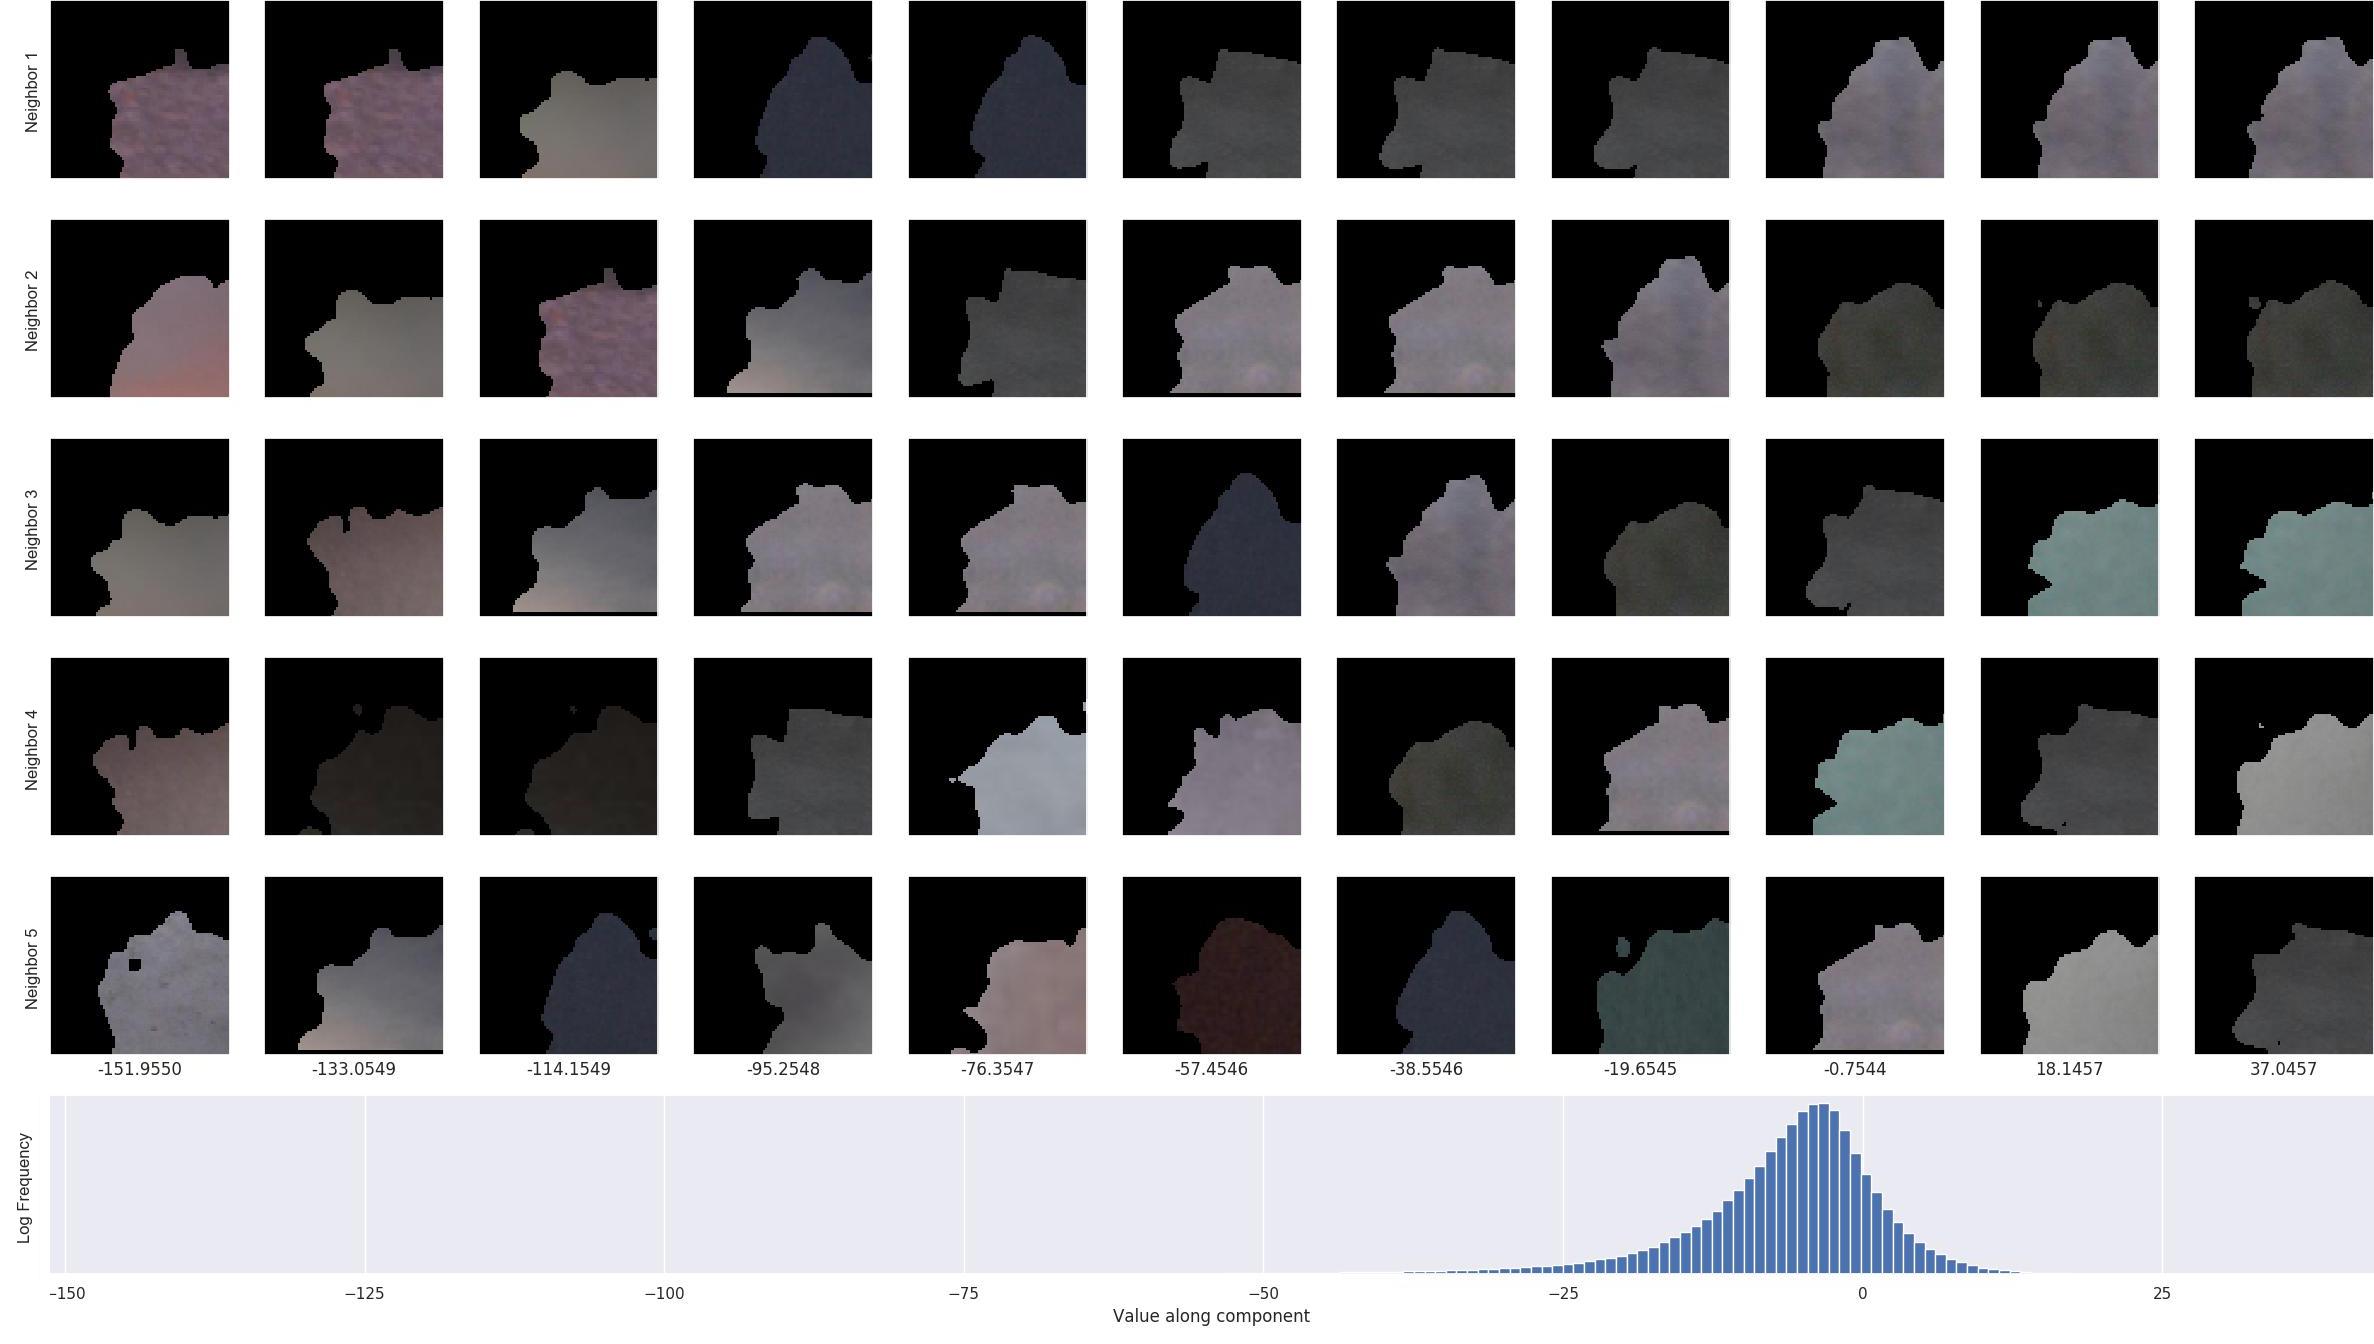 Neighbor 1
Neighbor 2
Neighbor 3
Neighbor 4
Neighbor 5
-151.9550 -133.0549 -114.1549 -95.2548 -76.3547 -57.4546 -38.5546 -19.6545 -0.7544 18.1457 37.0457
Log Frequency
−150 −125 −100 −75 −50 −25 0 25
Value along component